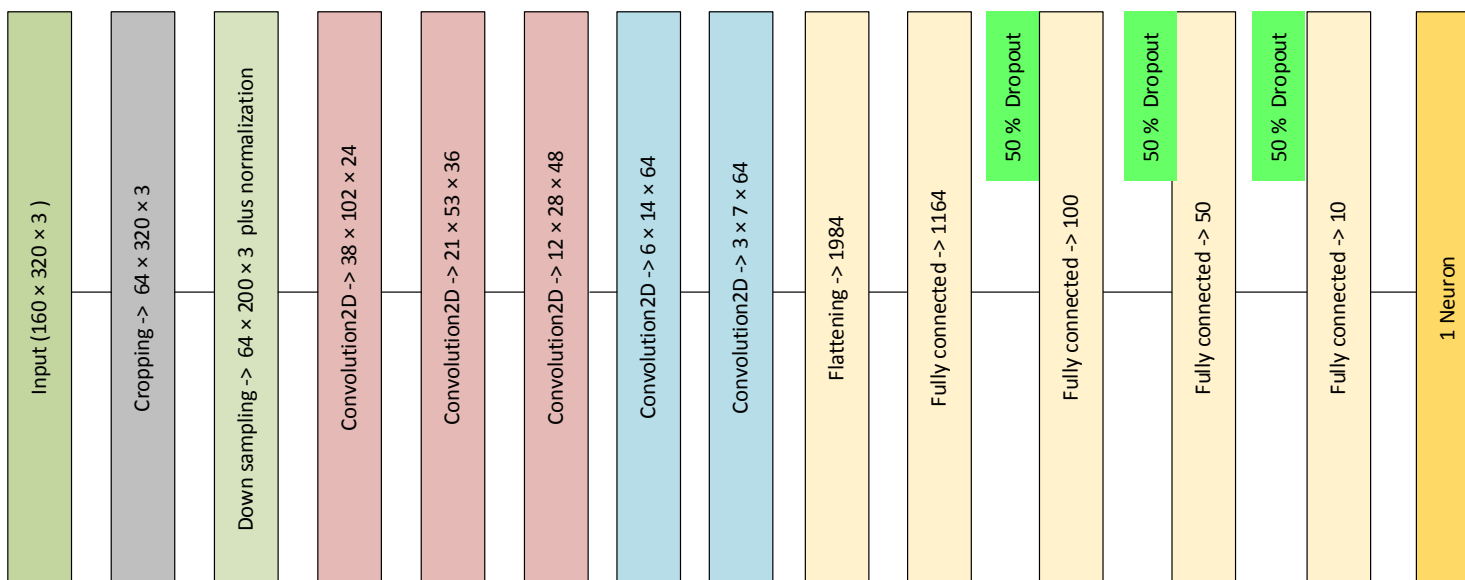 Input (160 × 320 × 3 )
Cropping -> 64 × 320 × 3
Down sampling -> 64 × 200 × 3 plus normalization
Convolution2D -> 38 × 102 × 24
Convolution2D -> 21 × 53 × 36
Convolution2D -> 12 × 28 × 48
Convolution2D -> 6 × 14 × 64
Convolution2D -> 3 × 7 × 64
Flattening -> 1984
Fully connected -> 1164
50 % Dropout
Fully connected -> 100
50 % Dropout
Fully connected -> 50
50 % Dropout
Fully connected -> 10
1 Neuron